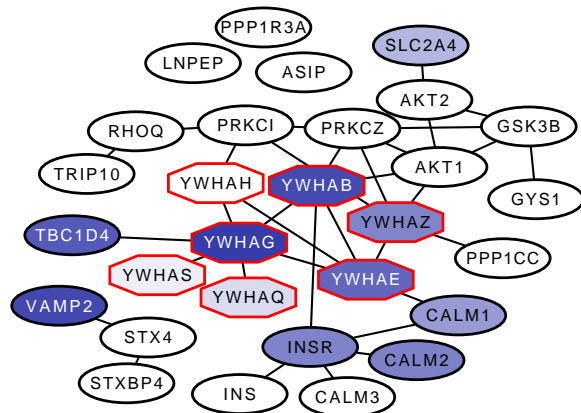 PPP1R3A
SLC2A4
LNPEP
ASIP
AKT2
RHOQ
PRKCI
PRKCZ
GSK3B
TRIP10
AKT1
YWHAH
YWHAB
GYS1
YWHAZ
TBC1D4
YWHAG
PPP1CC
YWHAS
YWHAE
YWHAQ
VAMP2
CALM1
STX4
INSR
CALM2
STXBP4
INS
CALM3